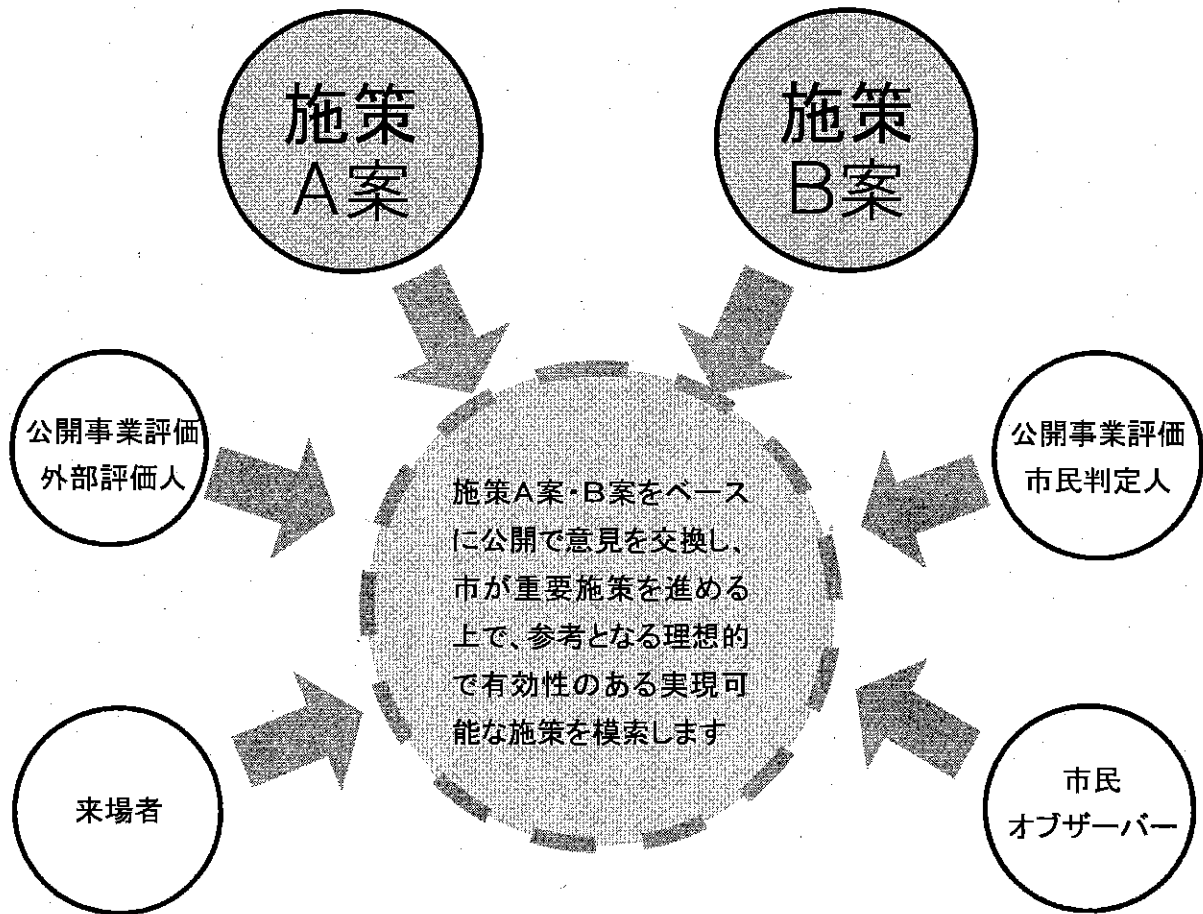 施策
A案
施策
B案
公開事業評価
外部評価人
公開事業評価
市民判定人
施策A案・B案をベース
に公開で意見を交換し、
市が重要施策を進める
上で、参考となる理想的
で有効性のある実現可
能な施策を模索します
来場者
市民
オブザーバー